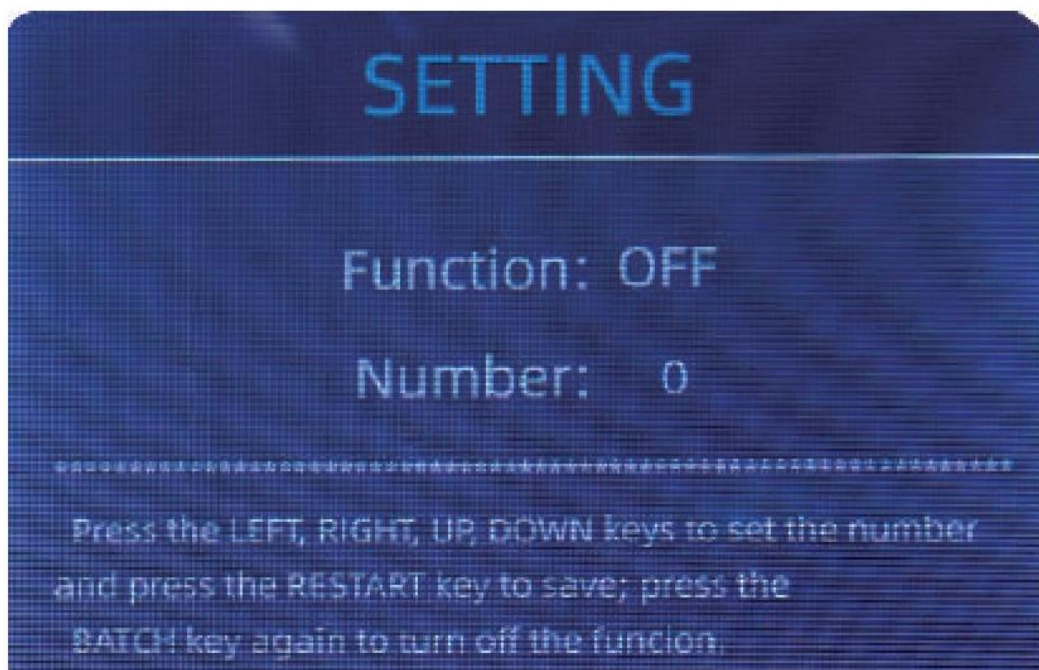 SETTING
Function: OFF
Number: 0
************************************************************
Press the LEFT, RIGHT, UP, DOWN keys to set the number
and press the RESTART key to save; press the
BATCH key again to turn off the funcion.